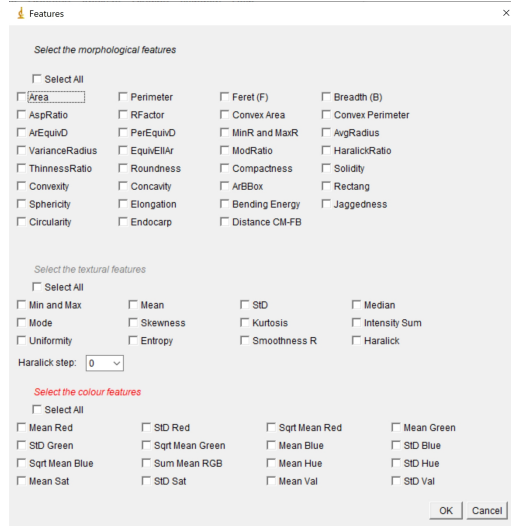 Features
Select the morphological features
Select All
Area Perimeter Feret (F) Breadth (B)
AspRatio RFactor Convex Area Convex Perimeter
ArEquivD PerEquivD MinR and MaxR AvgRadius
VarianceRadius EquivEllAr ModRatio HaralickRatio
ThinnessRatio Roundness Compactness Solidity
Convexity Concavity ArBBox Rectang
Sphericity Elongation Bending Energy Jaggedness
Circularity Endocarp Distance CM-FB
Select the textural features
Select All
Min and Max Mean StD Median
Mode Skewness Kurtosis Intensity Sum
Uniformity Entropy Smoothness R Haralick
Haralick step: 0
Select the colour features
Select All
Mean Red StD Red Sqrt Mean Red Mean Green
StD Green Sqrt Mean Green Mean Blue StD Blue
Sqrt Mean Blue Sum Mean RGB Mean Hue StD Hue
Mean Sat StD Sat Mean Val StD Val
OK Cancel